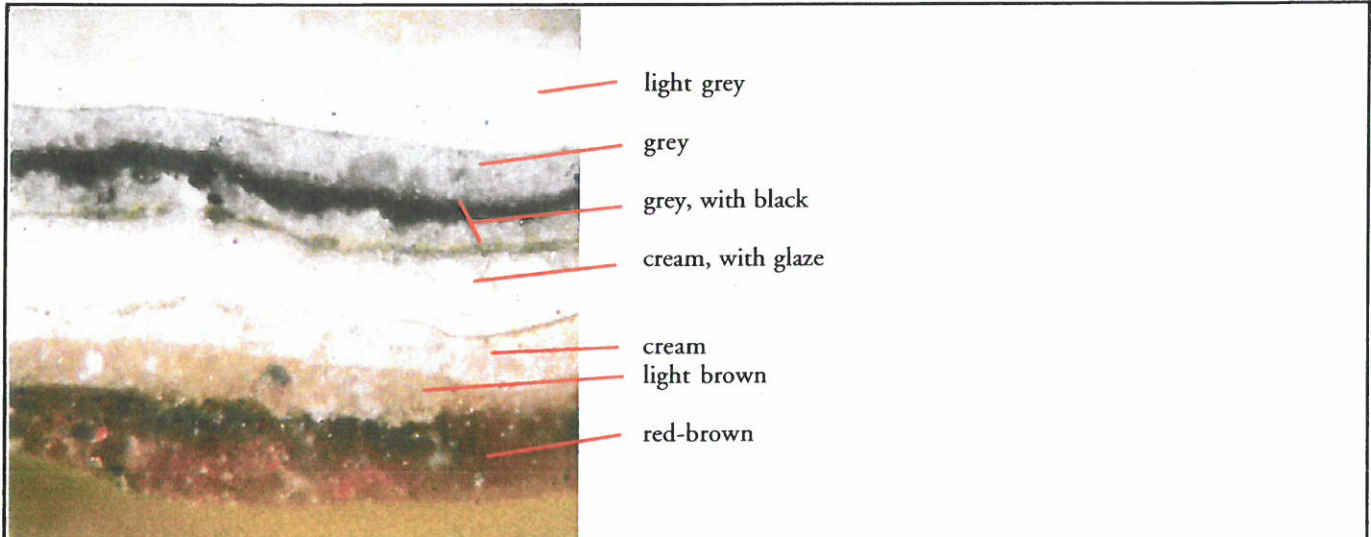 light grey
grey
grey, with black
cream, with glaze
cream
light brown
red-brown